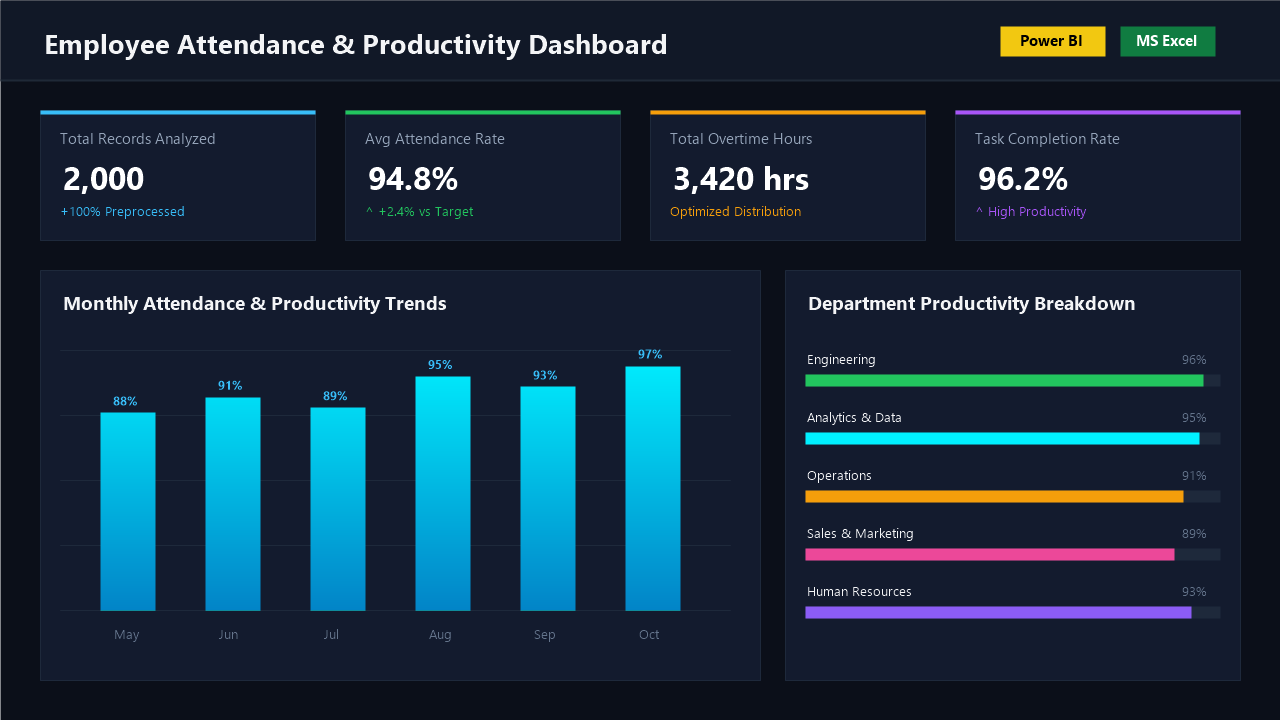 Employee Attendance & Productivity Dashboard
Power BI
MS Excel
Total Records Analyzed
2,000
+100% Preprocessed
Avg Attendance Rate
94.8%
^ +2.4% vs Target
Total Overtime Hours
3,420 hrs
Optimized Distribution
Task Completion Rate
96.2%
^ High Productivity
Monthly Attendance & Productivity Trends
88%
91%
89%
95%
93%
97%
May
Jun
Jul
Aug
Sep
Oct
Department Productivity Breakdown
Engineering 96%
Analytics & Data 95%
Operations 91%
Sales & Marketing 89%
Human Resources 93%